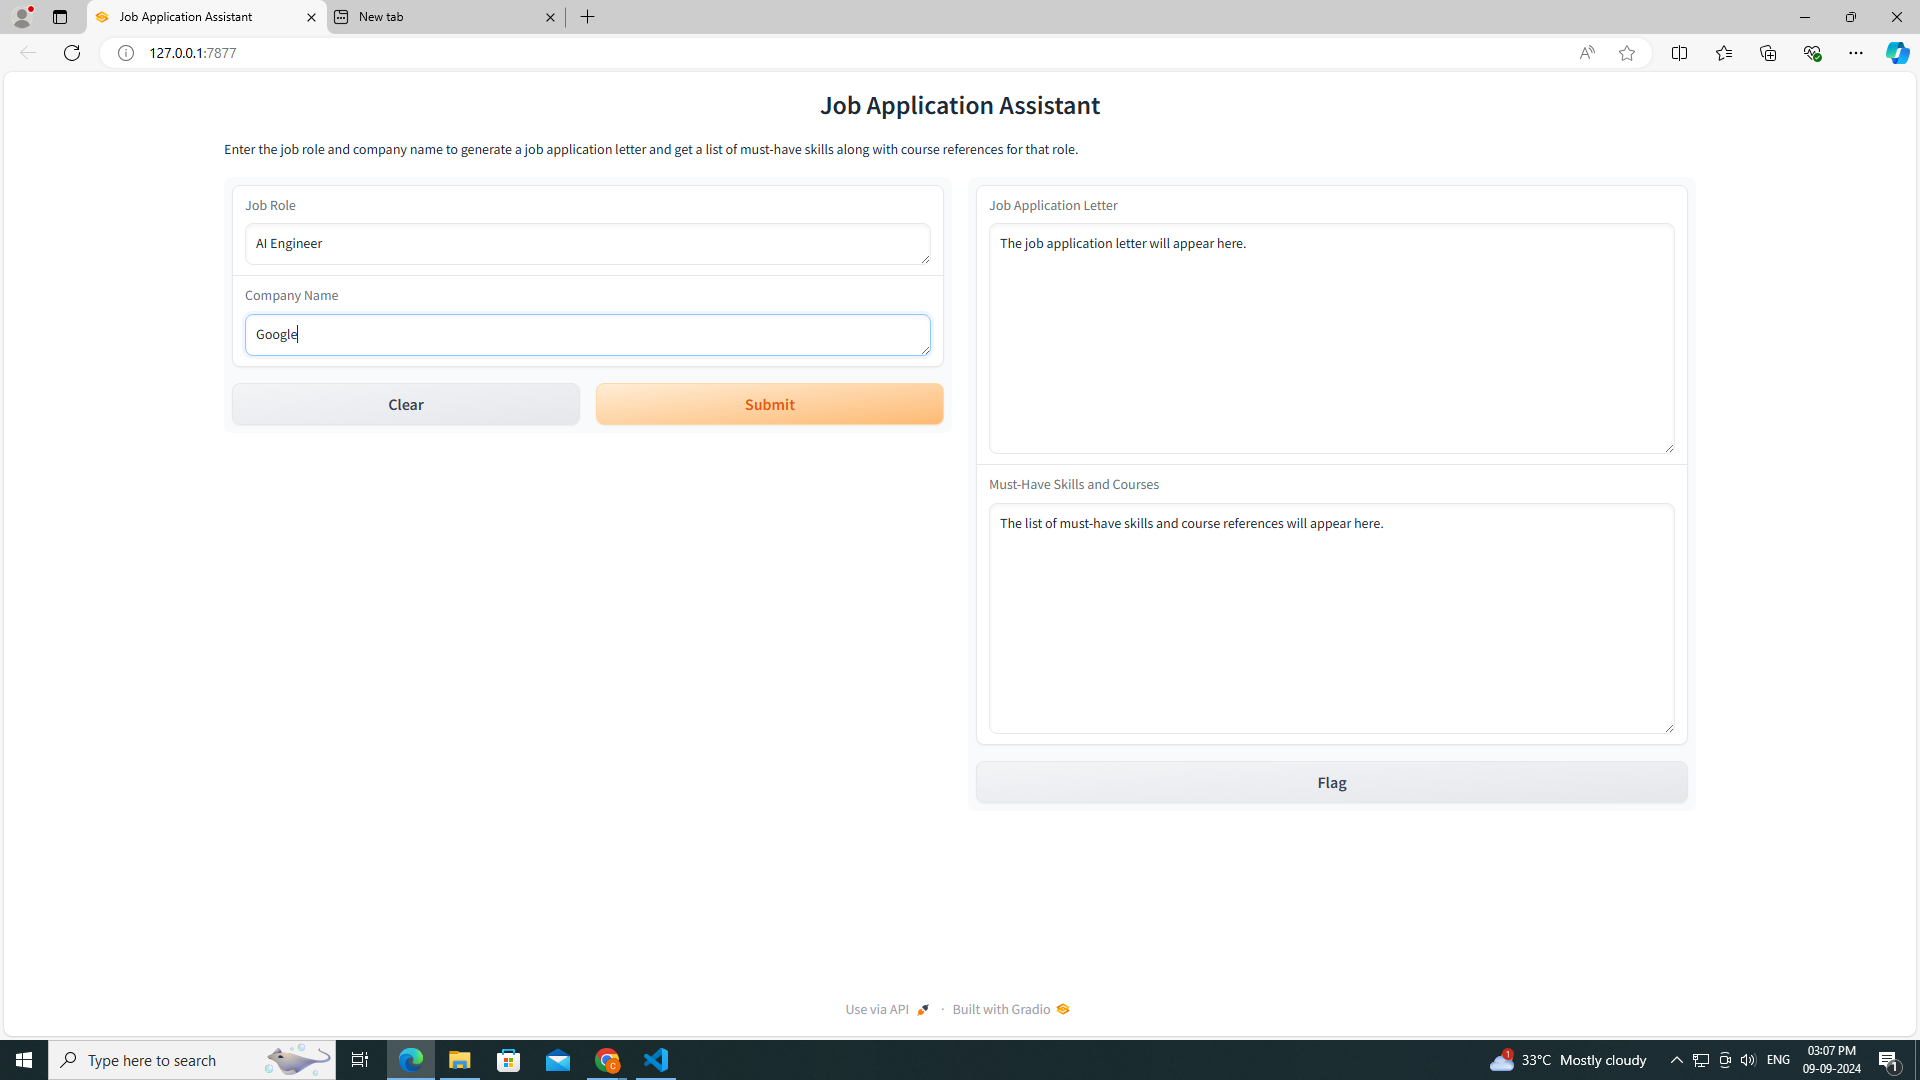 Job Application Assistant
New tab
127.0.0.1:7877
Job Application Assistant
Enter the job role and company name to generate a job application letter and get a list of must-have skills along with course references for that role.
Job Role
AI Engineer
Company Name
Google
Clear
Submit
Job Application Letter
The job application letter will appear here.
Must-Have Skills and Courses
The list of must-have skills and course references will appear here.
Flag
Use via API
·
Built with Gradio
Type here to search
1
33°C Mostly cloudy
ENG
03:07 PM
09-09-2024
1